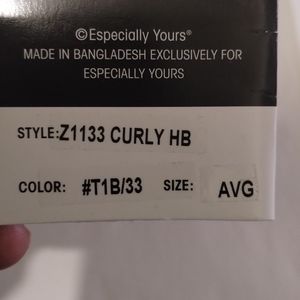 ©Especially Yours®
MADE IN BANGLADESH EXCLUSIVELY FOR
ESPECIALLY YOURS
STYLE: Z1133 CURLY HB
COLOR: #T1B/33 SIZE: AVG